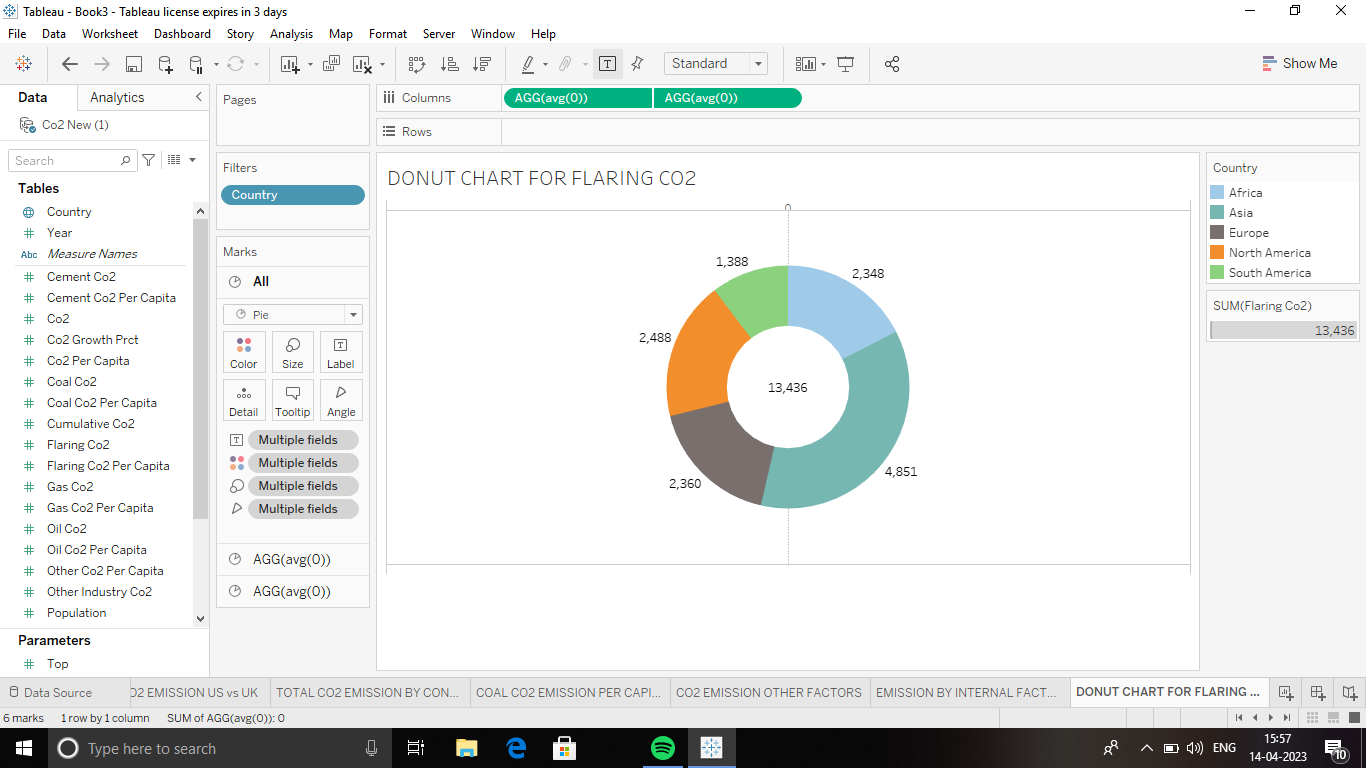 Tableau - Book3 - Tableau license expires in 3 days
File Data Worksheet Dashboard Story Analysis Map Format Server Window Help
Standard
Show Me
Data Analytics
Co2 New (1)
Search
Tables
Country
Year
Abc Measure Names
Cement Co2
Cement Co2 Per Capita
Co2
Co2 Growth Prct
Co2 Per Capita
Coal Co2
Coal Co2 Per Capita
Cumulative Co2
Flaring Co2
Flaring Co2 Per Capita
Gas Co2
Gas Co2 Per Capita
Oil Co2
Oil Co2 Per Capita
Other Co2 Per Capita
Other Industry Co2
Population
Parameters
Top
Pages
Filters
Country
Marks
All
Pie
Color Size Label
Detail Tooltip Angle
Multiple fields
Multiple fields
Multiple fields
Multiple fields
AGG(avg(0))
AGG(avg(0))
Columns AGG(avg(0)) AGG(avg(0))
Rows
DONUT CHART FOR FLARING CO2
0
1,388
2,348
2,488
13,436
4,851
2,360
Country
Africa
Asia
Europe
North America
South America
SUM(Flaring Co2)
13,436
Data Source O2 EMISSION US vs UK TOTAL CO2 EMISSION BY CON... COAL CO2 EMISSION PER CAPI... CO2 EMISSION OTHER FACTORS EMISSION BY INTERNAL FACT... DONUT CHART FOR FLARING ...
6 marks 1 row by 1 column SUM of AGG(avg(0)): 0
Type here to search
ENG
15:57
14-04-2023
10